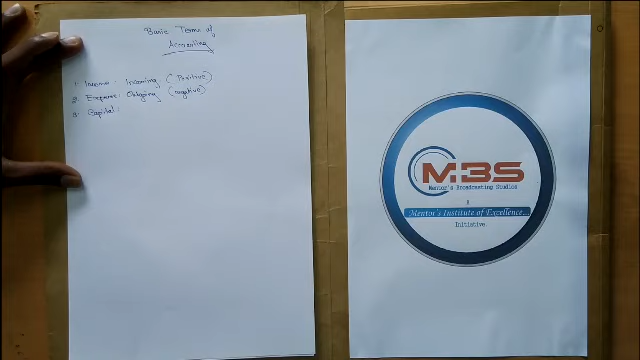 Basic Terms of
Accounting
1. Income: Incoming (Positive)
2. Expense: Outgoing (negative)
3. Capital:
MBS
Mentor's Broadcasting Studios
Mentor's Institute of Excellence...
Initiative